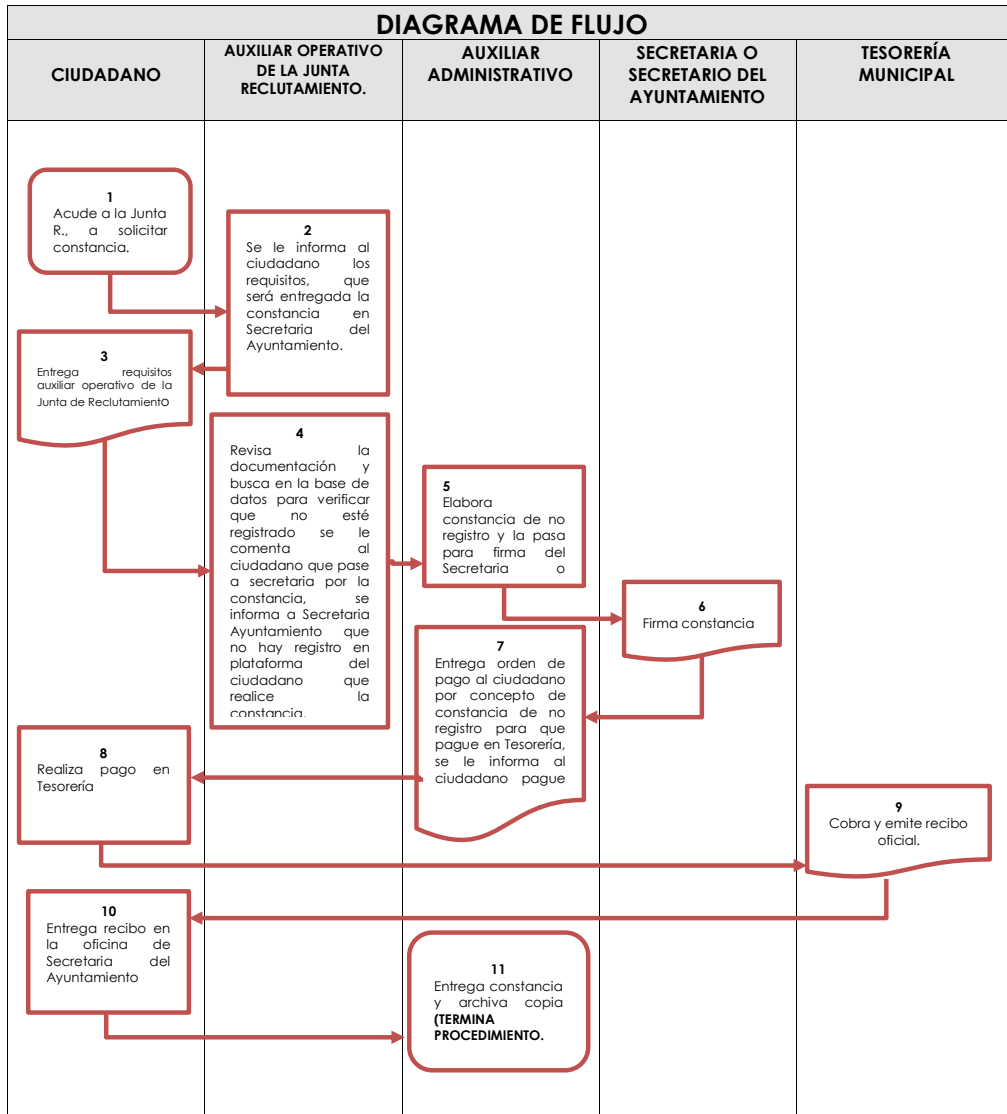 DIAGRAMA DE FLUJO
CIUDADANO
AUXILIAR OPERATIVO
DE LA JUNTA
RECLUTAMIENTO.
AUXILIAR
ADMINISTRATIVO
SECRETARIA O
SECRETARIO DEL
AYUNTAMIENTO
TESORERÍA
MUNICIPAL
1
Acude a la Junta
R., a solicitar
constancia.
2
Se le informa al
ciudadano los
requisitos, que
será entregada la
constancia en
Secretaria del
Ayuntamiento.
3
Entrega requisitos
auxiliar operativo de la
Junta de Reclutamiento
4
Revisa la
documentación y
busca en la base de
datos para verificar
que no esté
registrado se le
comenta al
ciudadano que pase
a secretaria por la
constancia, se
informa a Secretaria
Ayuntamiento que
no hay registro en
plataforma del
ciudadano que
realice la
constancia.
5
Elabora
constancia de no
registro y la pasa
para firma del
Secretaria o
6
Firma constancia
7
Entrega orden de
pago al ciudadano
por concepto de
constancia de no
registro para que
pague en Tesorería,
se le informa al
ciudadano pague
8
Realiza pago en
Tesorería
9
Cobra y emite recibo
oficial.
10
Entrega recibo en
la oficina de
Secretaria del
Ayuntamiento
11
Entrega constancia
y archiva copia
(TERMINA
PROCEDIMIENTO.